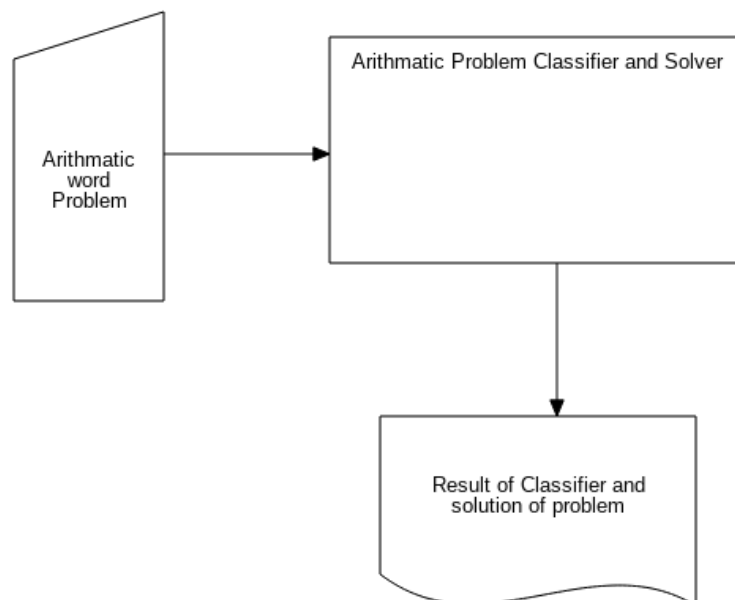 Arithmatic Problem Classifier and Solver
Arithmatic
word
Problem
Result of Classifier and
solution of problem